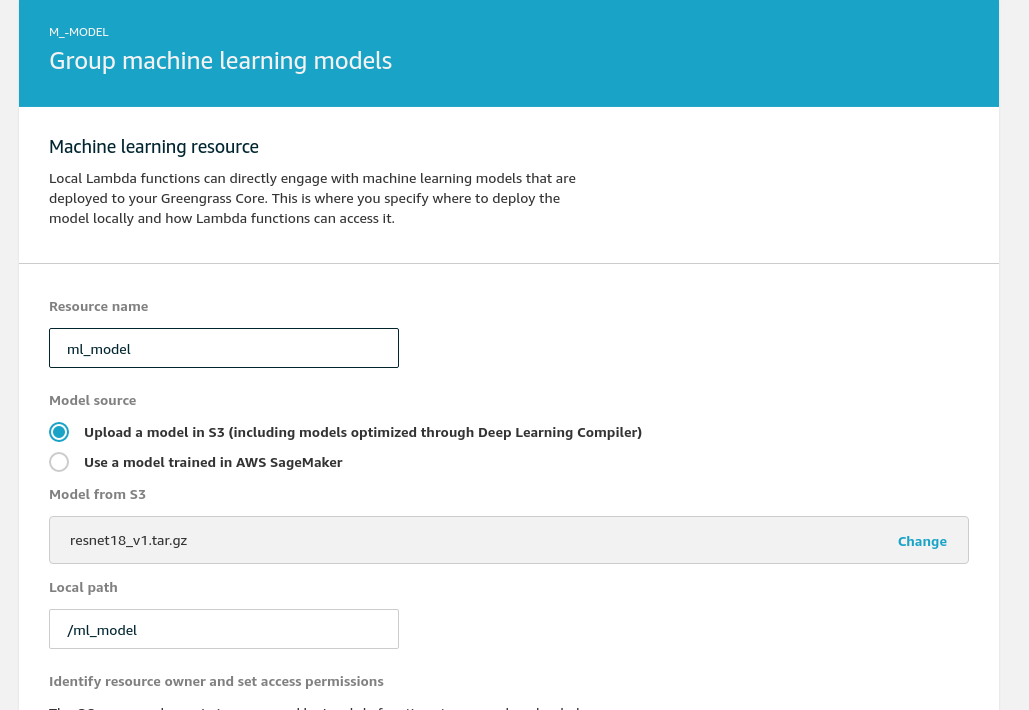 M_-MODEL
Group machine learning models
Machine learning resource
Local Lambda functions can directly engage with machine learning models that are
deployed to your Greengrass Core. This is where you specify where to deploy the
model locally and how Lambda functions can access it.
Resource name
ml_model
Model source
Upload a model in S3 (including models optimized through Deep Learning Compiler)
Use a model trained in AWS SageMaker
Model from S3
resnet18_v1.tar.gz Change
Local path
/ml_model
Identify resource owner and set access permissions